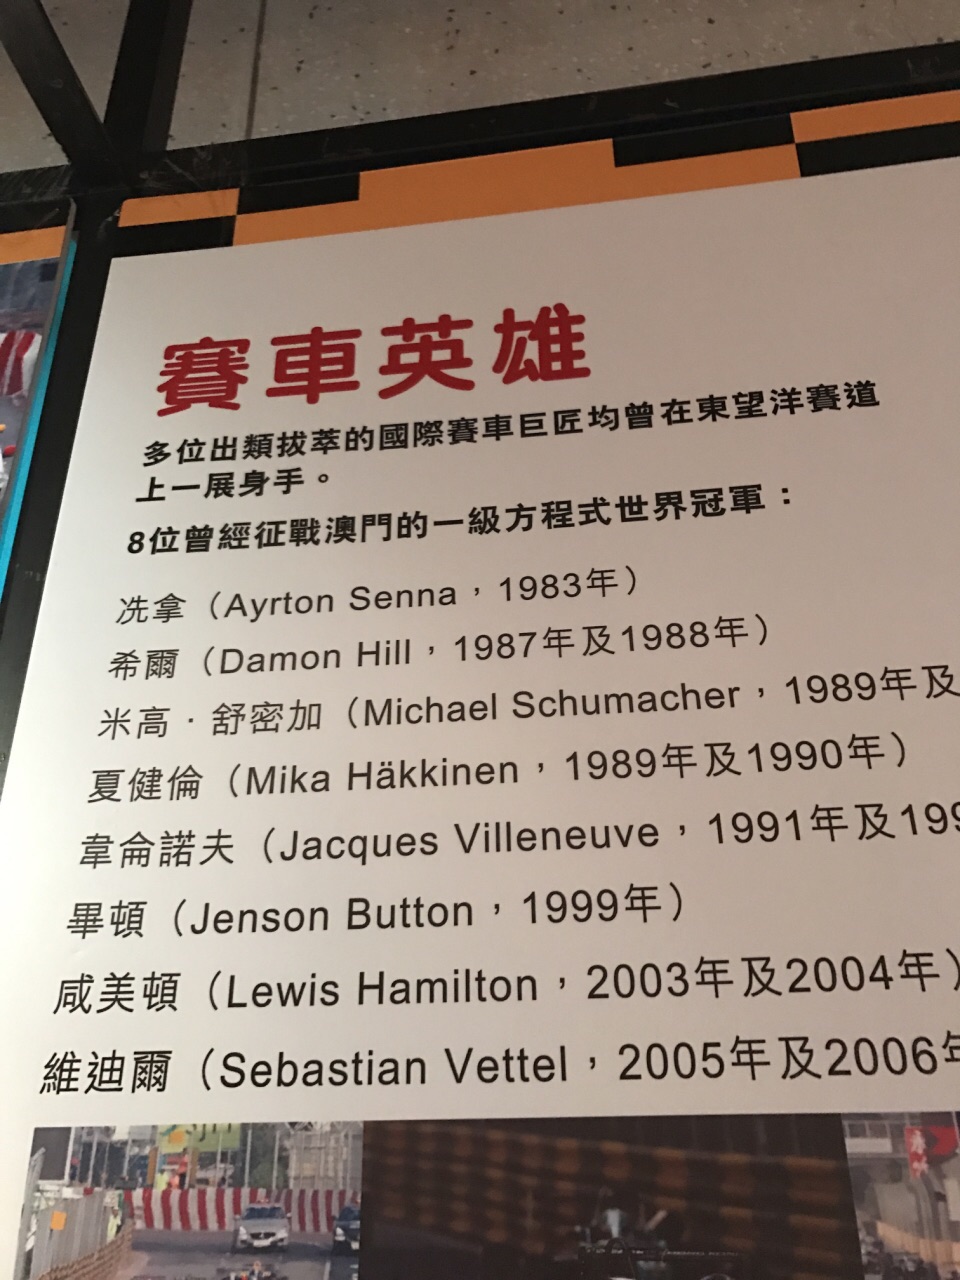 賽車英雄
多位出類拔萃的國際賽車巨匠均曾在東望洋賽道
上一展身手。
8位曾經征戰澳門的一級方程式世界冠軍：
冼拿（Ayrton Senna，1983年）
希爾（Damon Hill，1987年及1988年）
米高·舒密加（Michael Schumacher，1989年及
夏健倫（Mika Häkkinen，1989年及1990年）
韋侖諾夫（Jacques Villeneuve，1991年及199
畢頓（Jenson Button，1999年）
咸美頓（Lewis Hamilton，2003年及2004年）
維迪爾（Sebastian Vettel，2005年及2006年